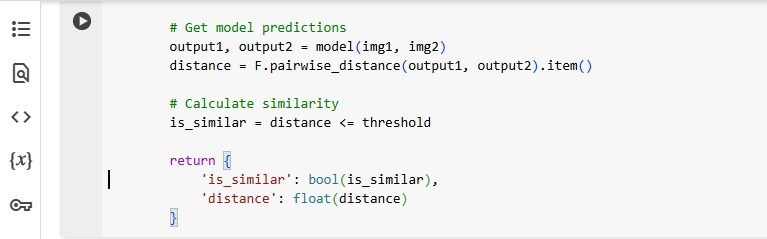 # Get model predictions
output1, output2 = model(img1, img2)
distance = F.pairwise_distance(output1, output2).item()
# Calculate similarity
is_similar = distance <= threshold
return {
'is_similar': bool(is_similar),
'distance': float(distance)
}